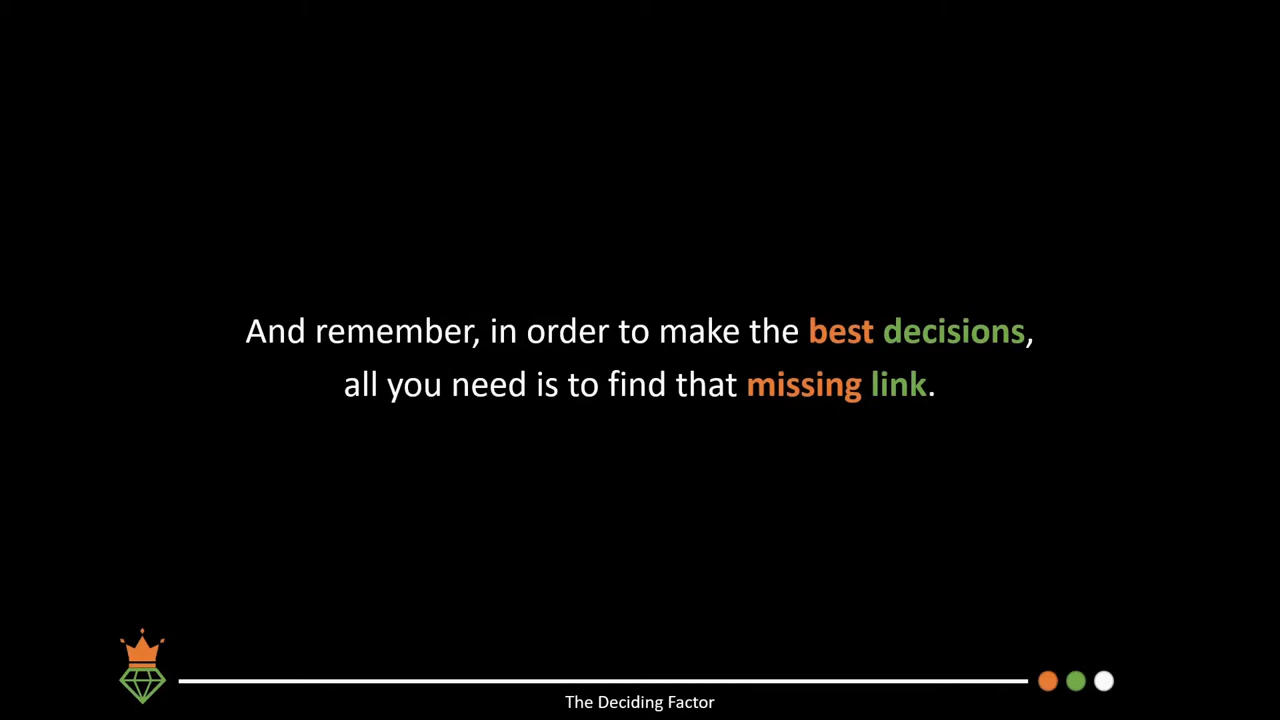 And remember, in order to make the best decisions,
all you need is to find that missing link.
The Deciding Factor